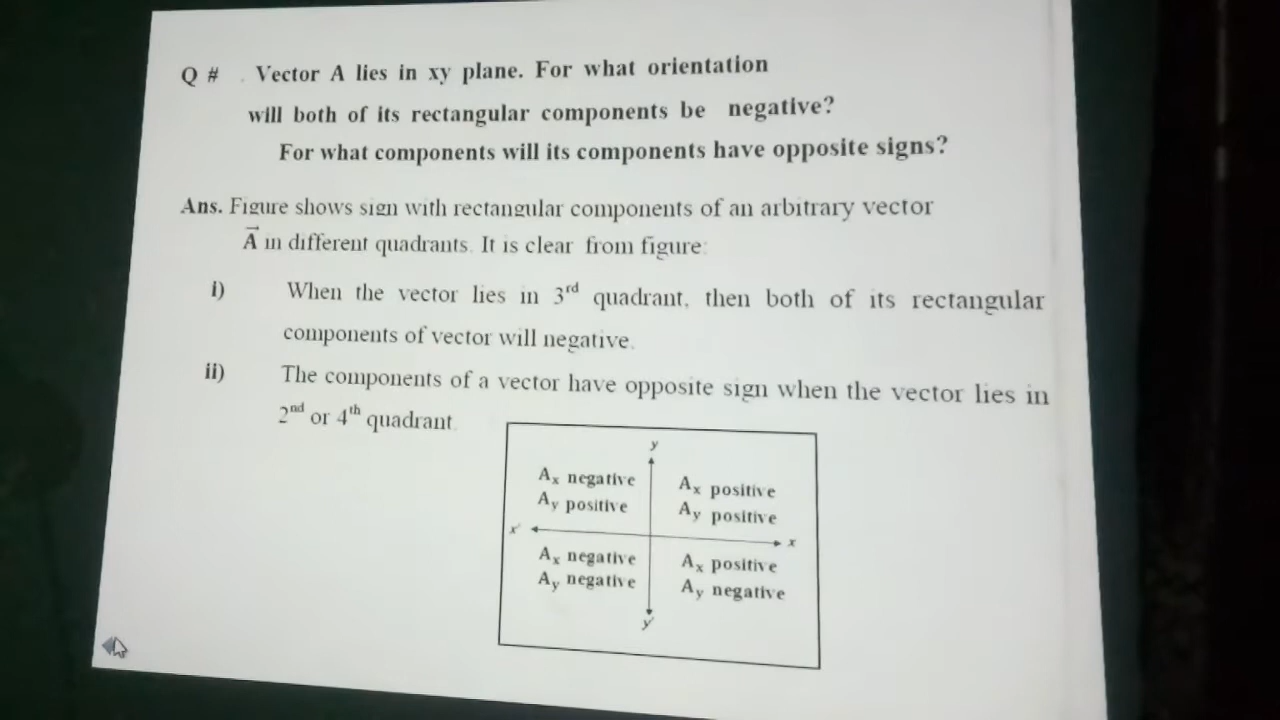 Q # Vector A lies in xy plane. For what orientation
will both of its rectangular components be negative?
For what components will its components have opposite signs?
Ans. Figure shows sign with rectangular components of an arbitrary vector
A⃗ in different quadrants. It is clear from figure:
i) When the vector lies in 3rd quadrant, then both of its rectangular
components of vector will negative.
ii) The components of a vector have opposite sign when the vector lies in
2nd or 4th quadrant.
y
Ax negative
Ay positive
Ax positive
Ay positive
x'
x
Ax negative
Ay negative
Ax positive
Ay negative
y'